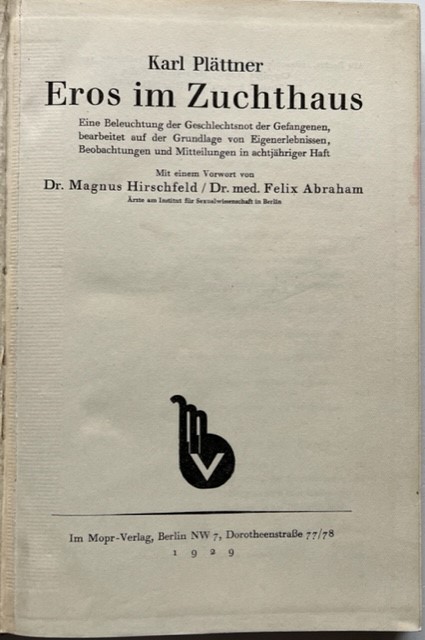 Karl Plättner
Eros im Zuchthaus
Eine Beleuchtung der Geschlechtsnot der Gefangenen,
bearbeitet auf der Grundlage von Eigenerlebnissen,
Beobachtungen und Mitteilungen in achtjähriger Haft
Mit einem Vorwort von
Dr. Magnus Hirschfeld / Dr. med. Felix Abraham
Ärzte am Institut für Sexualwissenschaft in Berlin
mv
Im Mopr-Verlag, Berlin NW 7, Dorotheenstraße 77/78
1 9 2 9